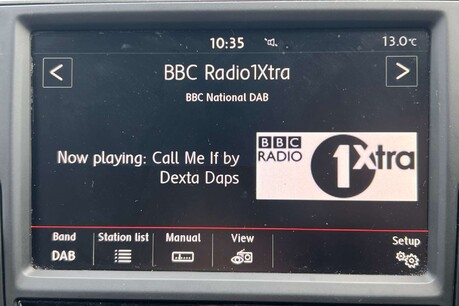 10:35
13.0°C
<
BBC Radio1Xtra
>
BBC National DAB
Now playing: Call Me If by
Dexta Daps
BBC
RADIO
1Xtra
Band
Station list
Manual
View
Setup
DAB